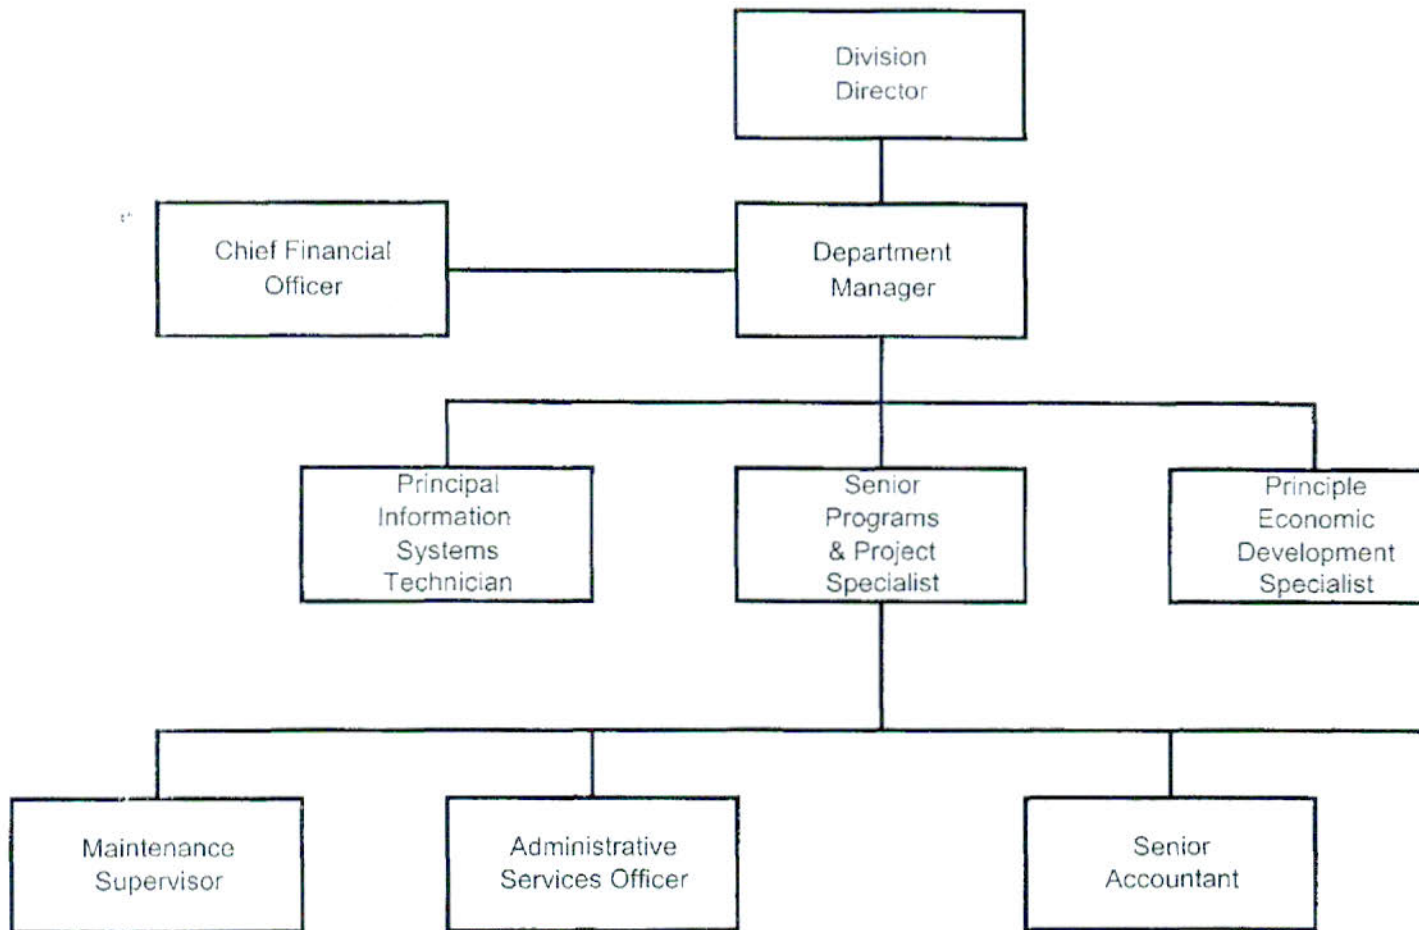 Division
Director
Chief Financial
Officer
Department
Manager
Principal
Information
Systems
Technician
Senior
Programs
& Project
Specialist
Principle
Economic
Development
Specialist
Maintenance
Supervisor
Administrative
Services Officer
Senior
Accountant